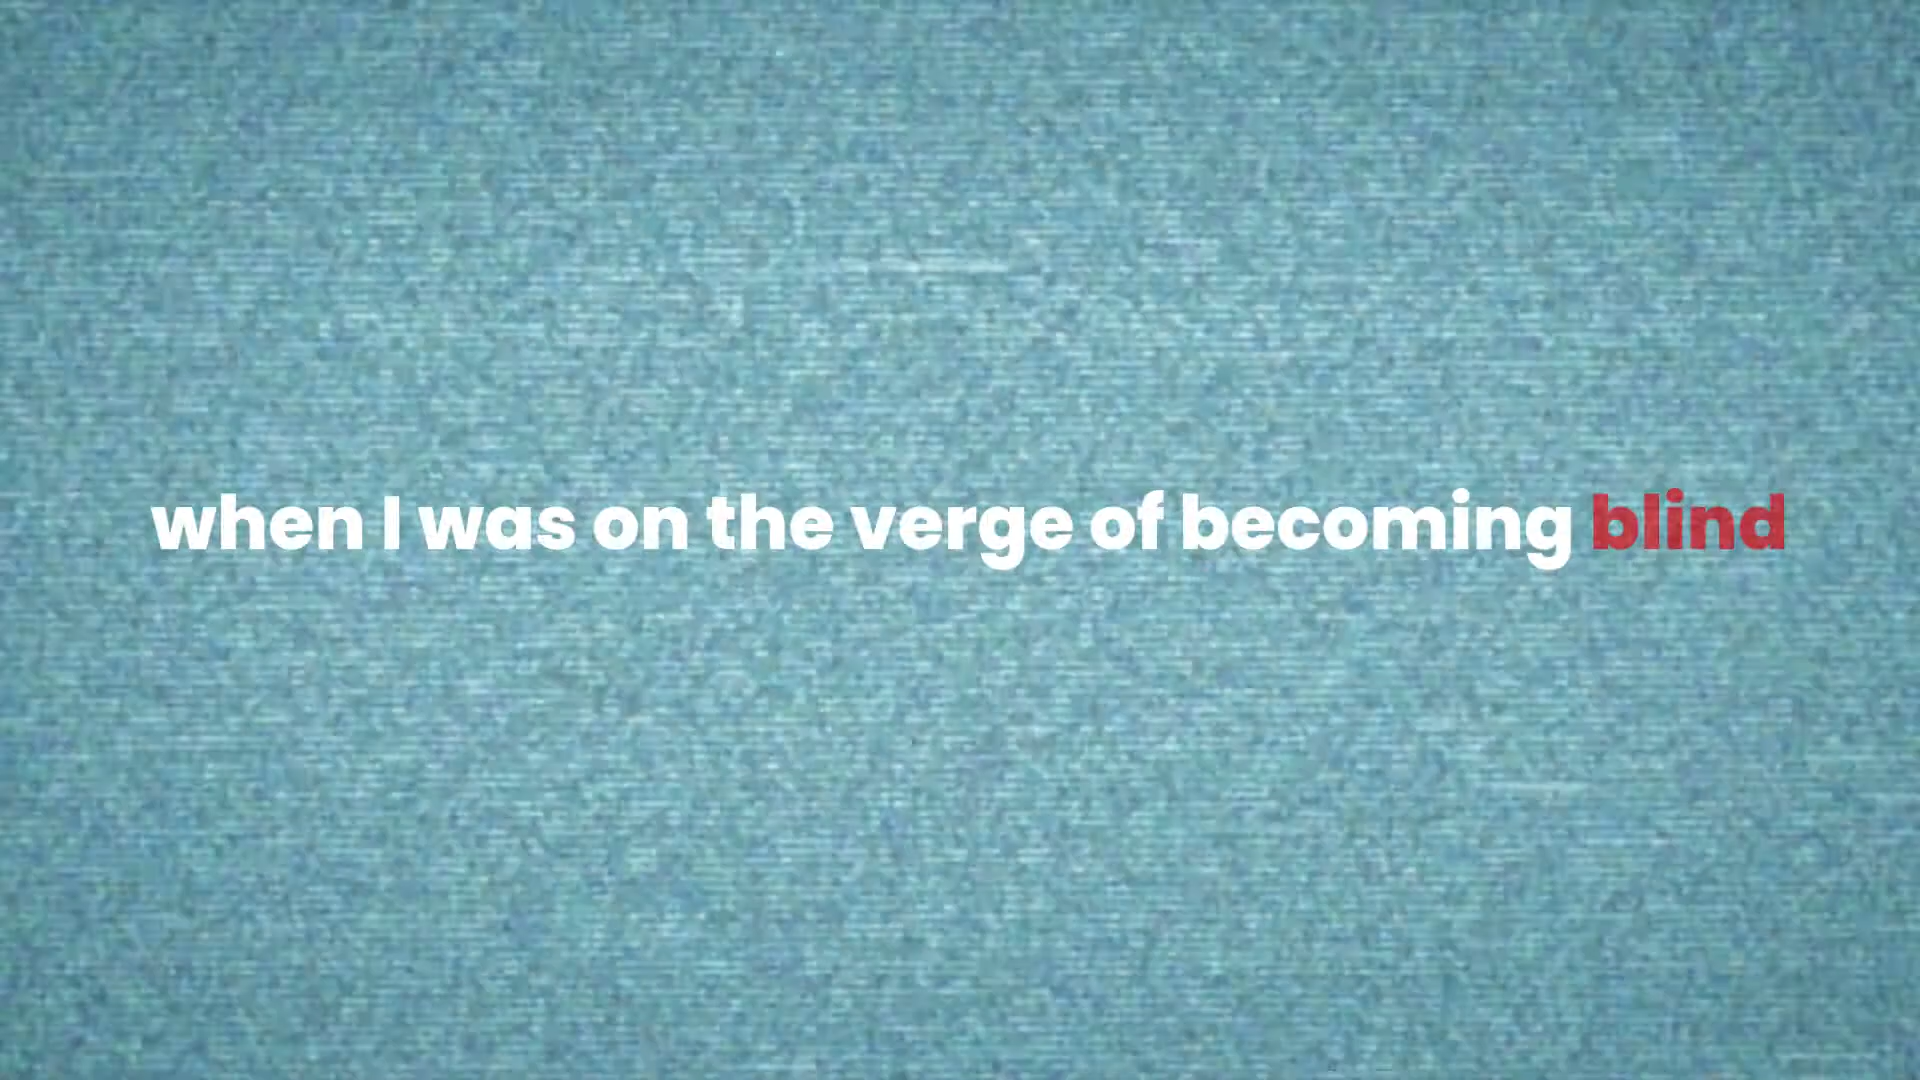 when I was on the verge of becoming blind